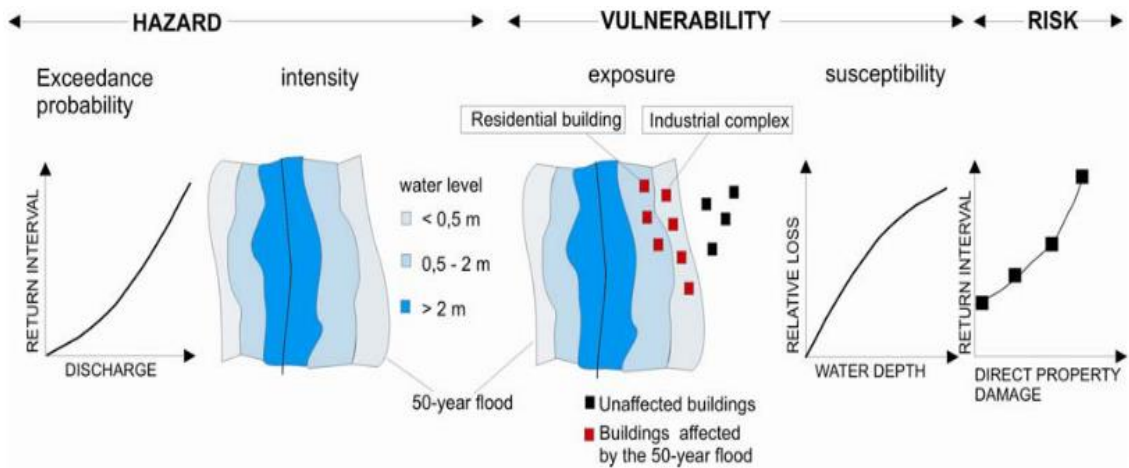 HAZARD
VULNERABILITY
RISK
Exceedance
probability
intensity
exposure
susceptibility
Residential building
Industrial complex
RETURN INTERVAL
DISCHARGE
water level
< 0,5 m
0,5 - 2 m
> 2 m
50-year flood
Unaffected buildings
Buildings affected
by the 50-year flood
RELATIVE LOSS
WATER DEPTH
RETURN INTERVAL
DIRECT PROPERTY
DAMAGE